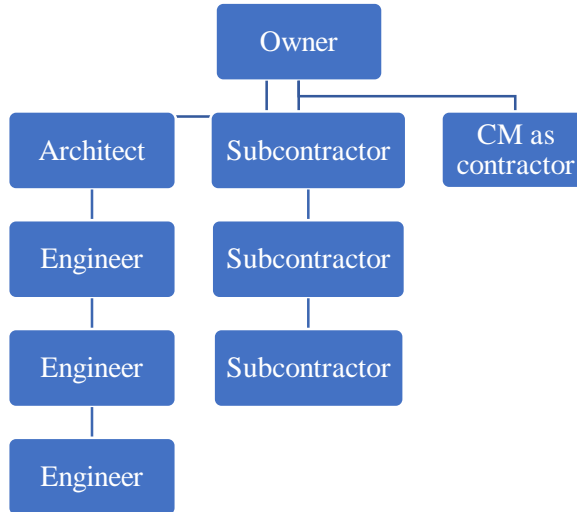 Owner
Architect
Subcontractor
CM as
contractor
Engineer
Subcontractor
Engineer
Subcontractor
Engineer